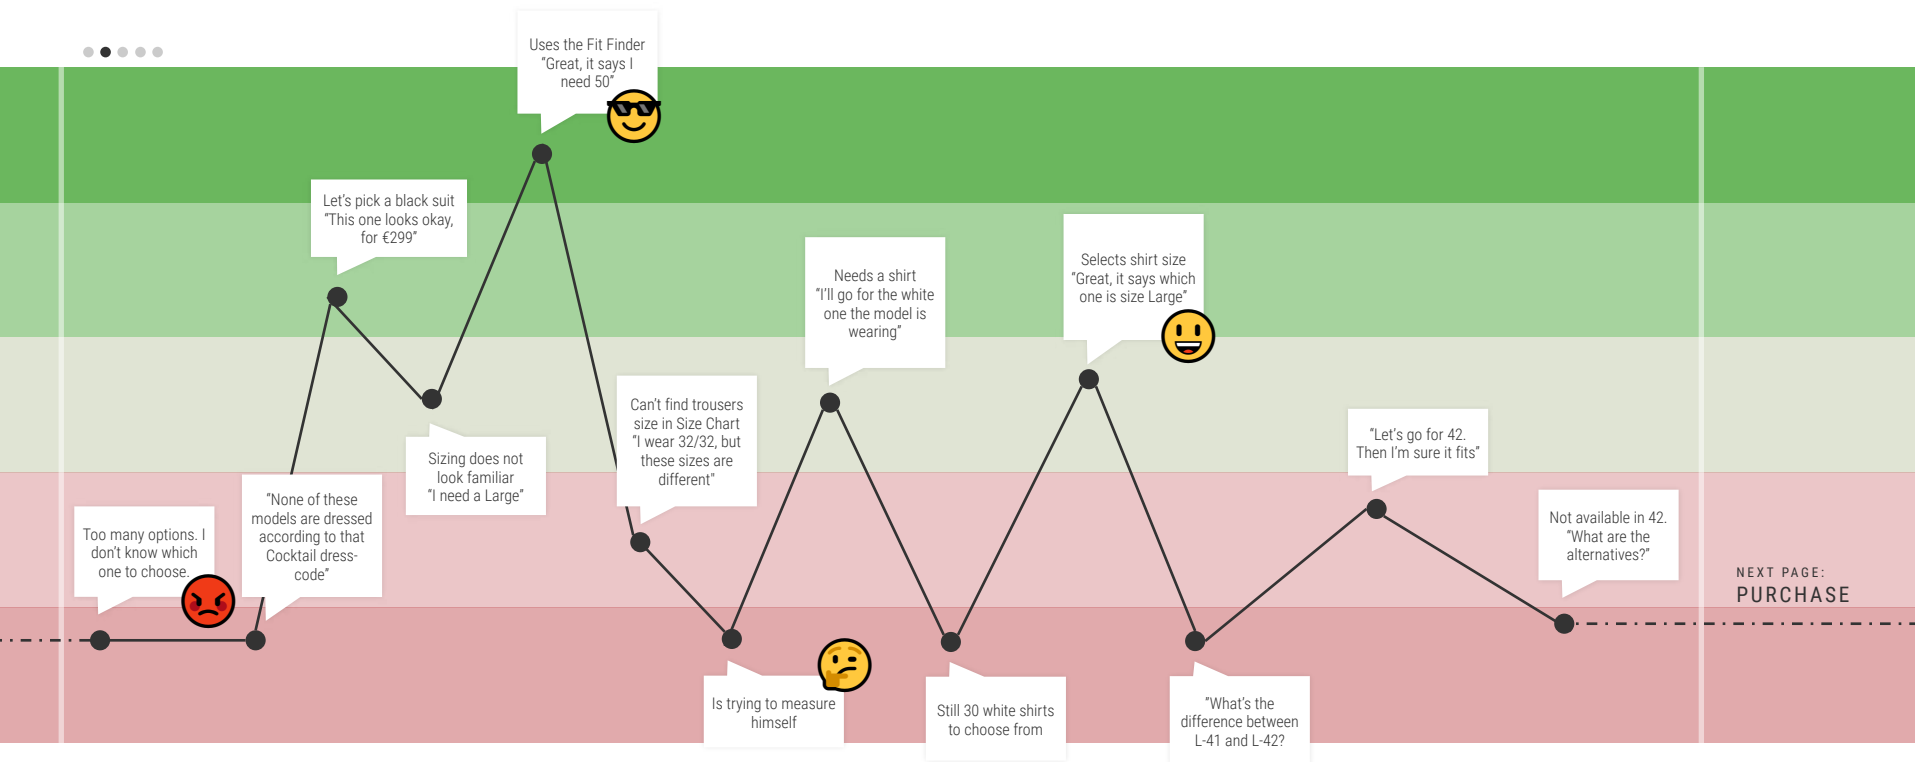 Uses the Fit Finder
"Great, it says I
need 50"
Let's pick a black suit
"This one looks okay,
for €299"
Selects shirt size
"Great, it says which
one is size Large"
Needs a shirt
"I'll go for the white
one the model is
wearing"
Can't find trousers
size in Size Chart
"I wear 32/32, but
these sizes are
different"
"Let's go for 42.
Then I'm sure it fits"
Sizing does not
look familiar
"I need a Large"
"None of these
models are dressed
according to that
Cocktail dress-
code"
Too many options. I
don't know which
one to choose.
Not available in 42.
"What are the
alternatives?"
NEXT PAGE:
PURCHASE
Is trying to measure
himself
Still 30 white shirts
to choose from
"What's the
difference between
L-41 and L-42?